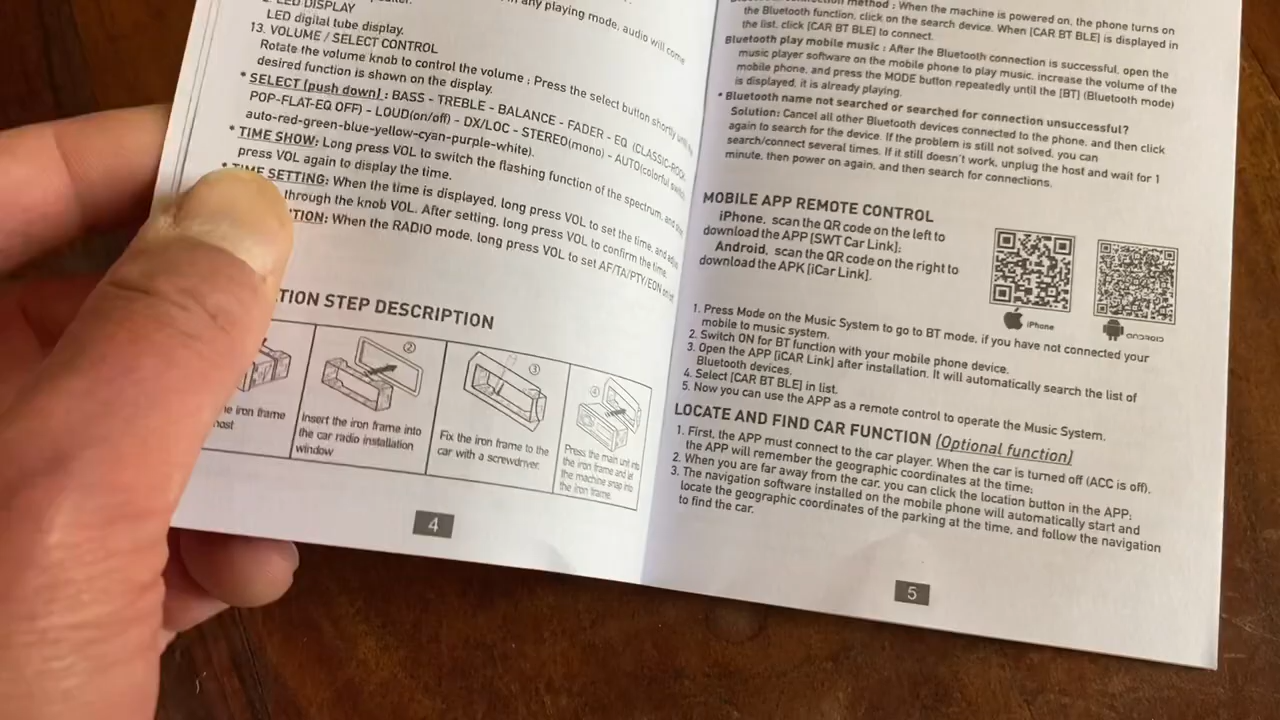 in any playing mode, audio will come
LED DISPLAY
LED digital tube display.
13. VOLUME / SELECT CONTROL
Rotate the volume knob to control the volume ; Press the select button shortly until
desired function is shown on the display.
* SELECT [push down] : BASS - TREBLE - BALANCE - FADER - EQ (CLASSIC-ROCK
POP-FLAT-EQ OFF) - LOUD(on/off) - DX/LOC - STEREO(mono) - AUTO(colorful switch
auto-red-green-blue-yellow-cyan-purple-white).
* TIME SHOW: Long press VOL to switch the flashing function of the spectrum, and
press VOL again to display the time.
* TIME SETTING: When the time is displayed, long press VOL to set the time, and adjust
through the knob VOL. After setting, long press VOL to confirm the time.
TION: When the RADIO mode, long press VOL to set AF/TA/PTY/EON
TION STEP DESCRIPTION
he iron frame
host
②
Insert the iron frame into
the car radio installation
window
③
Fix the iron frame to the
car with a screwdriver.
④
Press the main unit into
the iron frame and let
the machine snap into
the iron frame.
4
method : When the machine is powered on, the phone turns on
the Bluetooth function, click on the search device. When [CAR BT BLE] is displayed in
the list, click [CAR BT BLE] to connect.
Bluetooth play mobile music : After the Bluetooth connection is successful, open the
music player software on the mobile phone to play music, increase the volume of the
mobile phone, and press the MODE button repeatedly until the [BT] (Bluetooth mode)
is displayed, it is already playing.
* Bluetooth name not searched or searched for connection unsuccessful?
Solution: Cancel all other Bluetooth devices connected to the phone, and then click
again to search for the device. If the problem is still not solved, you can
search/connect several times. If it still doesn't work, unplug the host and wait for 1
minute, then power on again, and then search for connections.
MOBILE APP REMOTE CONTROL
iPhone, scan the QR code on the left to
download the APP [SWT Car Link];
Android, scan the QR code on the right to
download the APK [iCar Link].
iPhone
ANDROID
1. Press Mode on the Music System to go to BT mode, if you have not connected your
mobile to music system.
2. Switch ON for BT function with your mobile phone device.
3. Open the APP [iCAR Link] after installation. It will automatically search the list of
Bluetooth devices.
4. Select [CAR BT BLE] in list.
5. Now you can use the APP as a remote control to operate the Music System.
LOCATE AND FIND CAR FUNCTION (Optional function)
1. First, the APP must connect to the car player. When the car is turned off (ACC is off),
the APP will remember the geographic coordinates at the time;
2. When you are far away from the car, you can click the location button in the APP;
3. The navigation software installed on the mobile phone will automatically start and
locate the geographic coordinates of the parking at the time, and follow the navigation
to find the car.
5